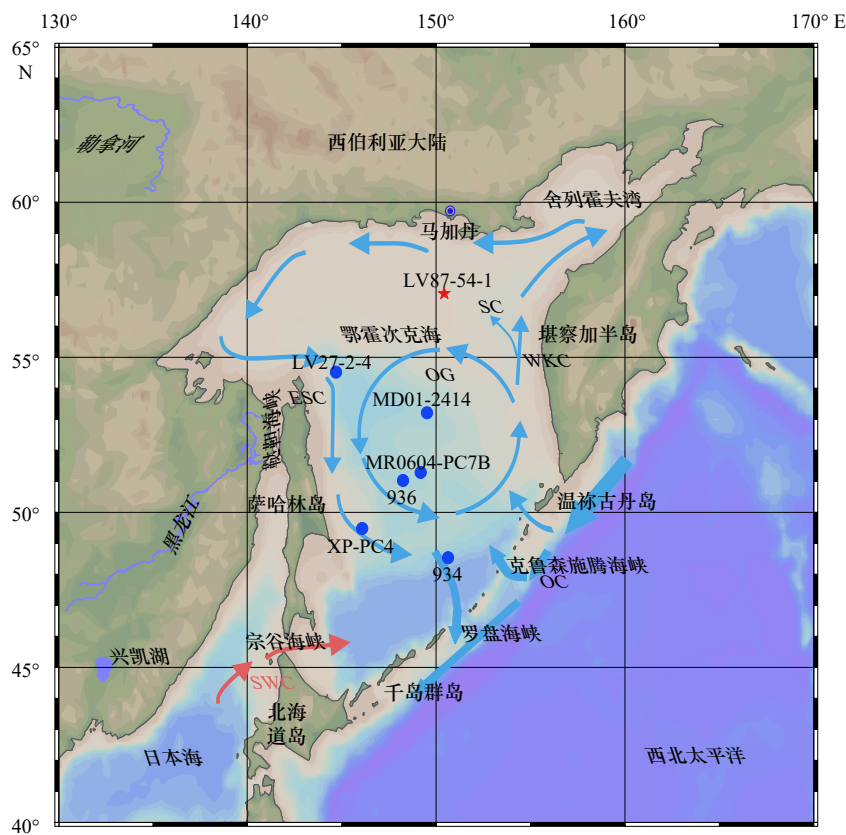 130°
140°
150°
160°
170° E
65°
N
勒拿河
西伯利亚大陆
60°
舍列霍夫湾
马加丹
LV87-54-1
SC
鄂霍次克海
堪察加半岛
55°
LV27-2-4
WKC
OG
ESC
MD01-2414
鞑靼海峡
MR0604-PC7B
936
萨哈林岛
温祢古丹岛
50°
黑龙江
XP-PC4
934
克鲁森施腾海峡
OC
宗谷海峡
罗盘海峡
兴凯湖
45°
SWC
千岛群岛
北海
道岛
日本海
西北太平洋
40°